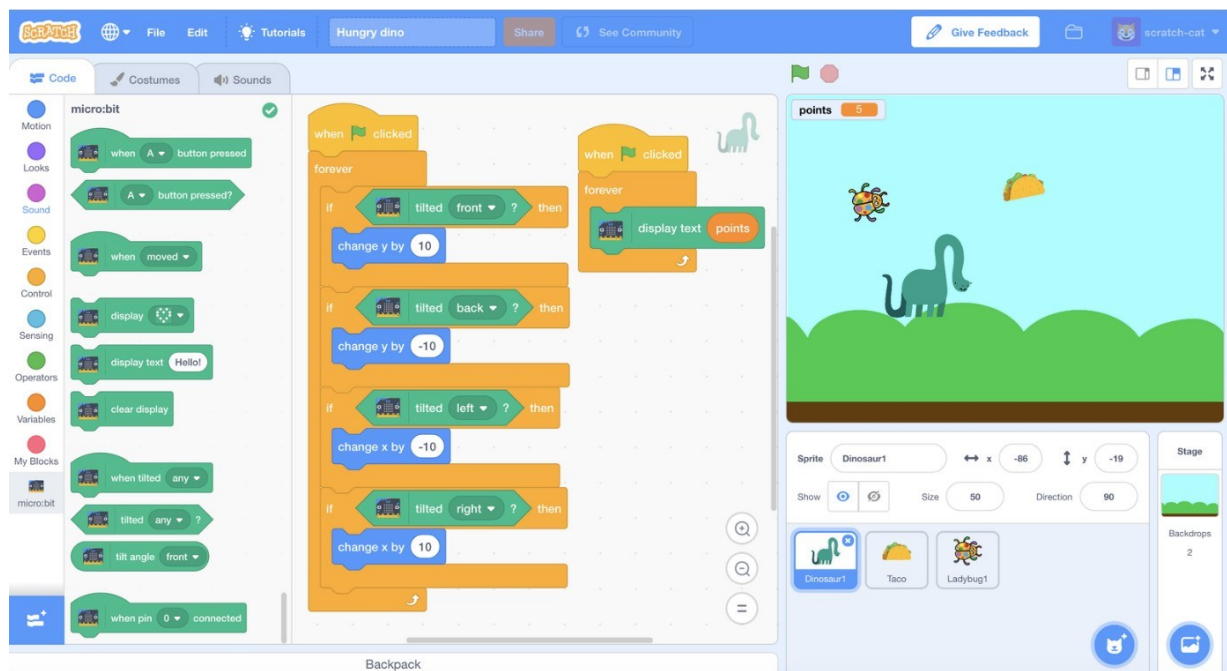 SCRATCH
File
Edit
Tutorials
Hungry dino
Share
See Community
Give Feedback
scratch-cat
Code
Costumes
Sounds
Motion
Looks
Sound
Events
Control
Sensing
Operators
Variables
My Blocks
micro:bit
micro:bit
when A button pressed
A button pressed?
when moved
display
display text Hello!
clear display
when tilted any
tilted any ?
tilt angle front
when pin 0 connected
when clicked
forever
if tilted front ? then
change y by 10
if tilted back ? then
change y by -10
if tilted left ? then
change x by -10
if tilted right ? then
change x by 10
when clicked
forever
display text points
Backpack
points 5
Sprite Dinosaur1 x -86 y -19
Show Size 50 Direction 90
Dinosaur1
Taco
Ladybug1
Stage
Backdrops
2